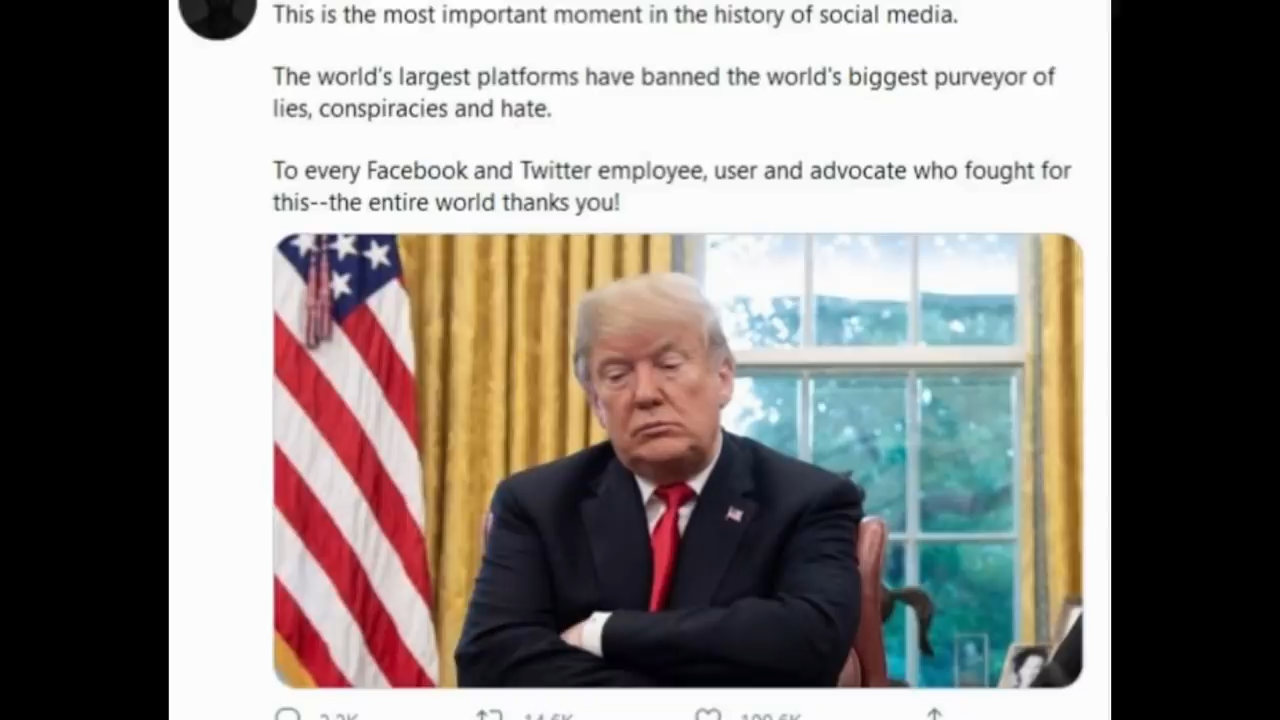 This is the most important moment in the history of social media.
The world's largest platforms have banned the world's biggest purveyor of
lies, conspiracies and hate.
To every Facebook and Twitter employee, user and advocate who fought for
this--the entire world thanks you!